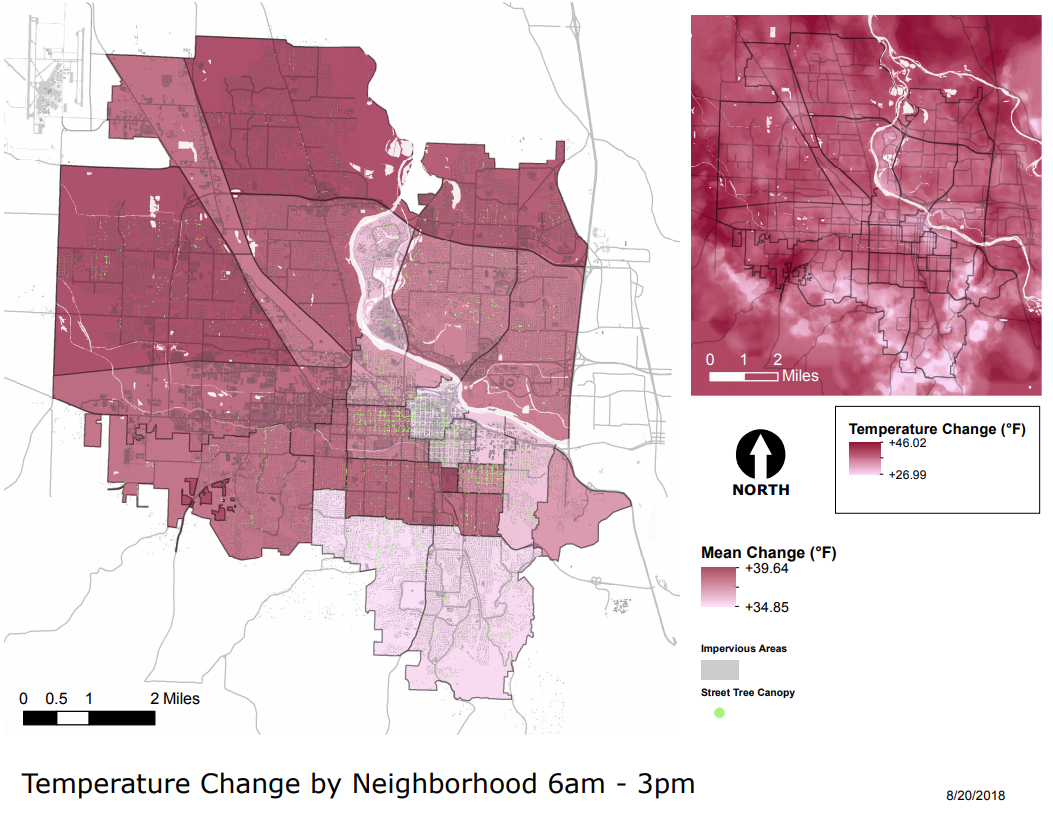 0 1 2
Miles
Temperature Change (°F)
+46.02
+26.99
NORTH
Mean Change (°F)
+39.64
+34.85
Impervious Areas
Street Tree Canopy
0 0.5 1 2 Miles
Temperature Change by Neighborhood 6am - 3pm
8/20/2018